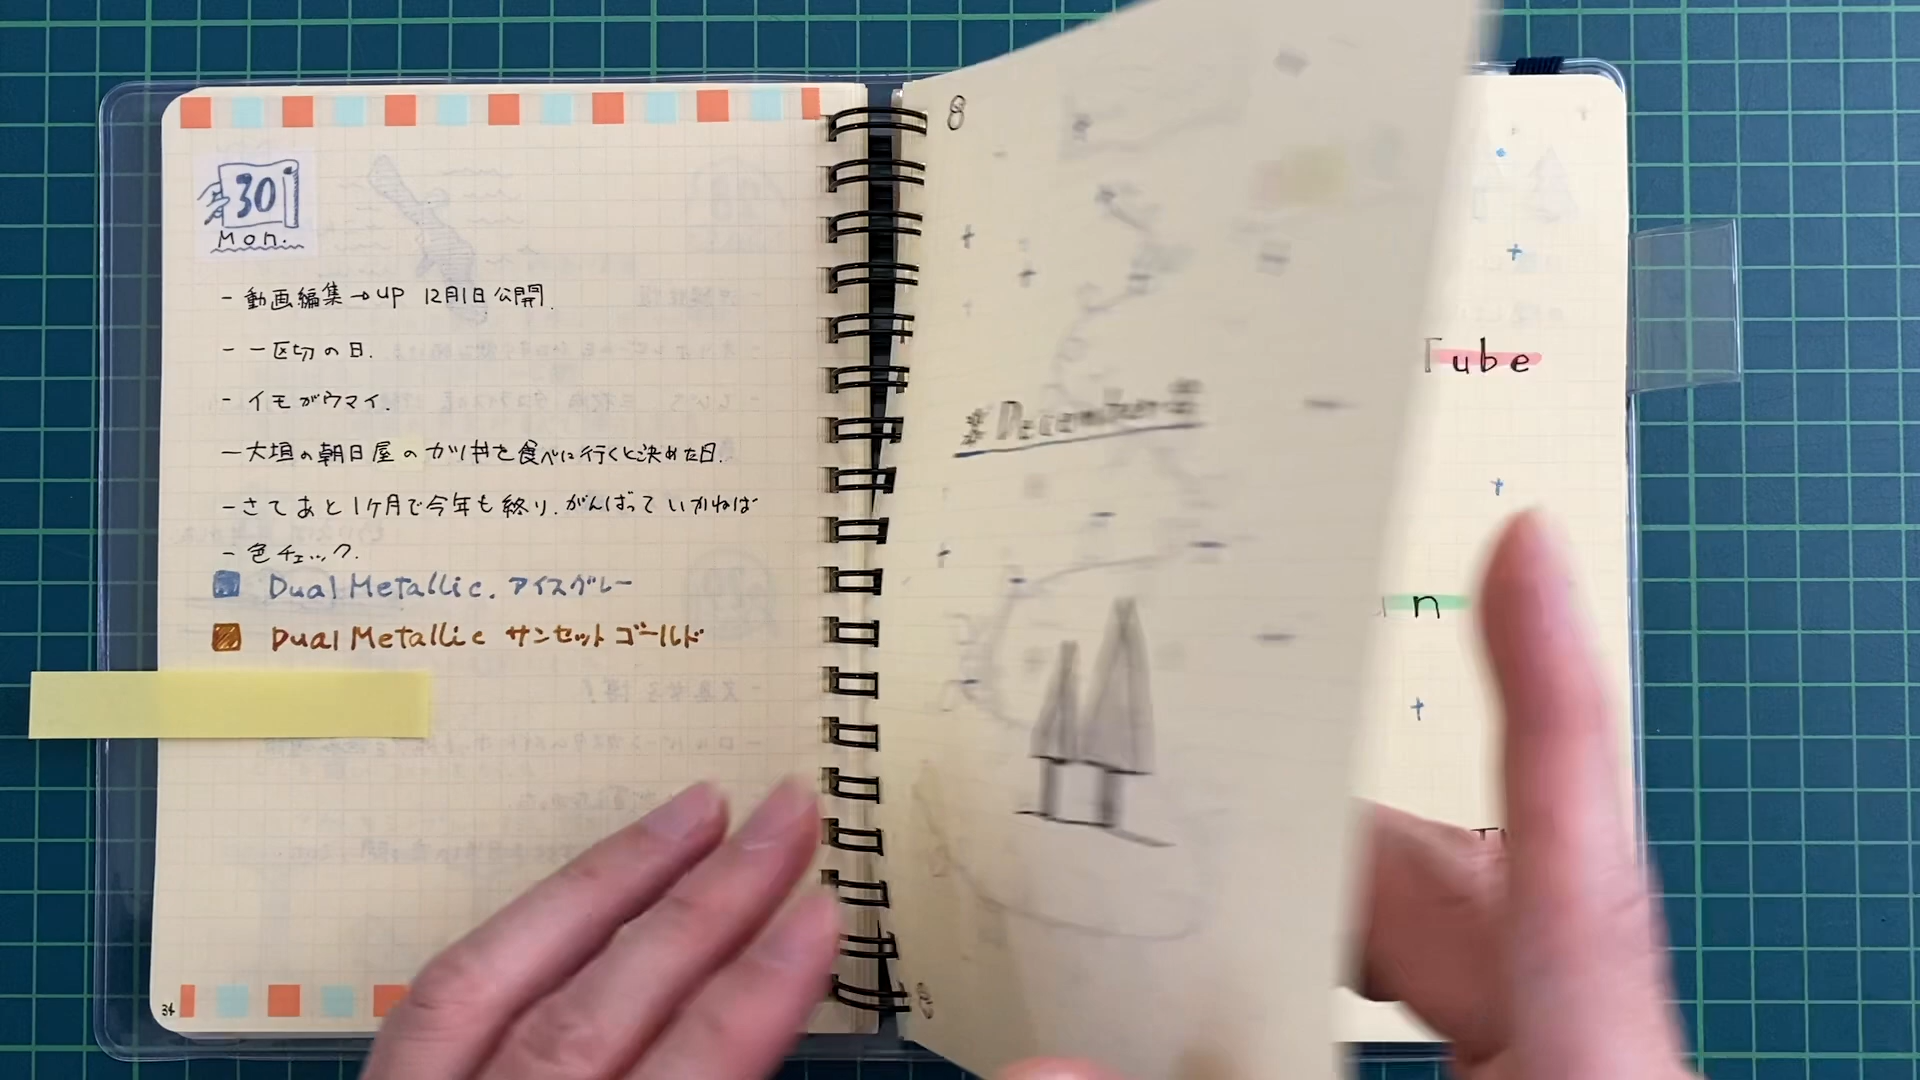 30
Mon.
- 動画編集→up 12月1日公開.
- 一区切の日.
- イモがウマイ.
- 大垣の朝日屋のカツ丼を食べに行くと決めた日.
- さてあと1ヶ月で今年も終り.がんばっていかねば
- 色チェック.
Dual Metallic. アイスグレー
Dual Metallic サンセットゴールド
34
8
*December*
Tube
n